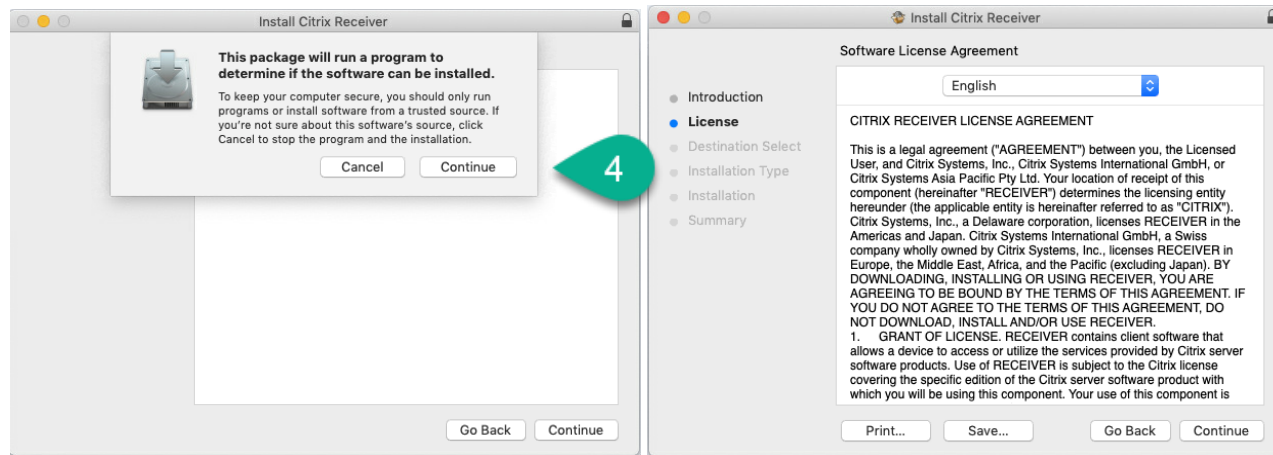 Install Citrix Receiver
This package will run a program to
determine if the software can be installed.
To keep your computer secure, you should only run
programs or install software from a trusted source. If
you're not sure about this software's source, click
Cancel to stop the program and the installation.
Cancel
Continue
4
Go Back
Continue
Install Citrix Receiver
Software License Agreement
English
Introduction
License
Destination Select
Installation Type
Installation
Summary
CITRIX RECEIVER LICENSE AGREEMENT
This is a legal agreement ("AGREEMENT") between you, the Licensed
User, and Citrix Systems, Inc., Citrix Systems International GmbH, or
Citrix Systems Asia Pacific Pty Ltd. Your location of receipt of this
component (hereinafter "RECEIVER") determines the licensing entity
hereunder (the applicable entity is hereinafter referred to as "CITRIX").
Citrix Systems, Inc., a Delaware corporation, licenses RECEIVER in the
Americas and Japan. Citrix Systems International GmbH, a Swiss
company wholly owned by Citrix Systems, Inc., licenses RECEIVER in
Europe, the Middle East, Africa, and the Pacific (excluding Japan). BY
DOWNLOADING, INSTALLING OR USING RECEIVER, YOU ARE
AGREEING TO BE BOUND BY THE TERMS OF THIS AGREEMENT. IF
YOU DO NOT AGREE TO THE TERMS OF THIS AGREEMENT, DO
NOT DOWNLOAD, INSTALL AND/OR USE RECEIVER.
1. GRANT OF LICENSE. RECEIVER contains client software that
allows a device to access or utilize the services provided by Citrix server
software products. Use of RECEIVER is subject to the Citrix license
covering the specific edition of the Citrix server software product with
which you will be using this component. Your use of this component is
Print...
Save...
Go Back
Continue